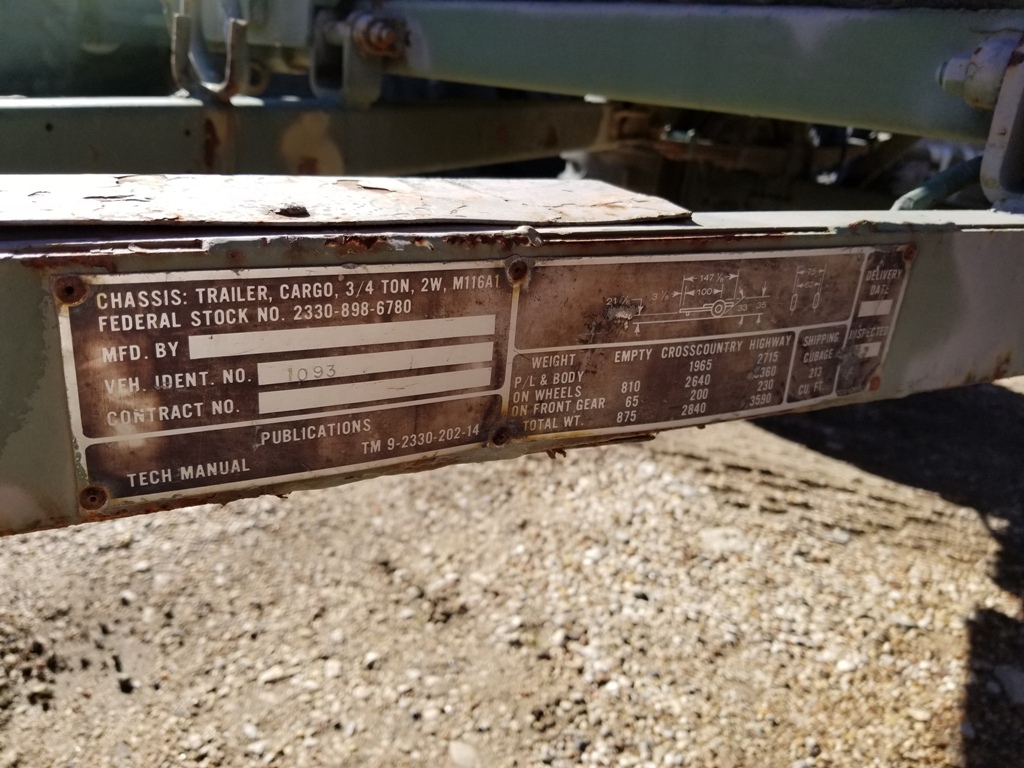 CHASSIS: TRAILER, CARGO, 3/4 TON, 2W, M116A1
FEDERAL STOCK NO. 2330-898-6780
MFD. BY
VEH. IDENT. NO. 1093
CONTRACT NO.
PUBLICATIONS
TECH MANUAL TM 9-2330-202-14
147
100
35
WEIGHT EMPTY CROSSCOUNTRY HIGHWAY
P/L & BODY 1965 2715
ON WHEELS 810 2640 2360
ON FRONT GEAR 65 200 230
TOTAL WT. 875 2840 3590
SHIPPING
CUBAGE
213
CU. FT.
DELIVERY
DATE
INSPECTED